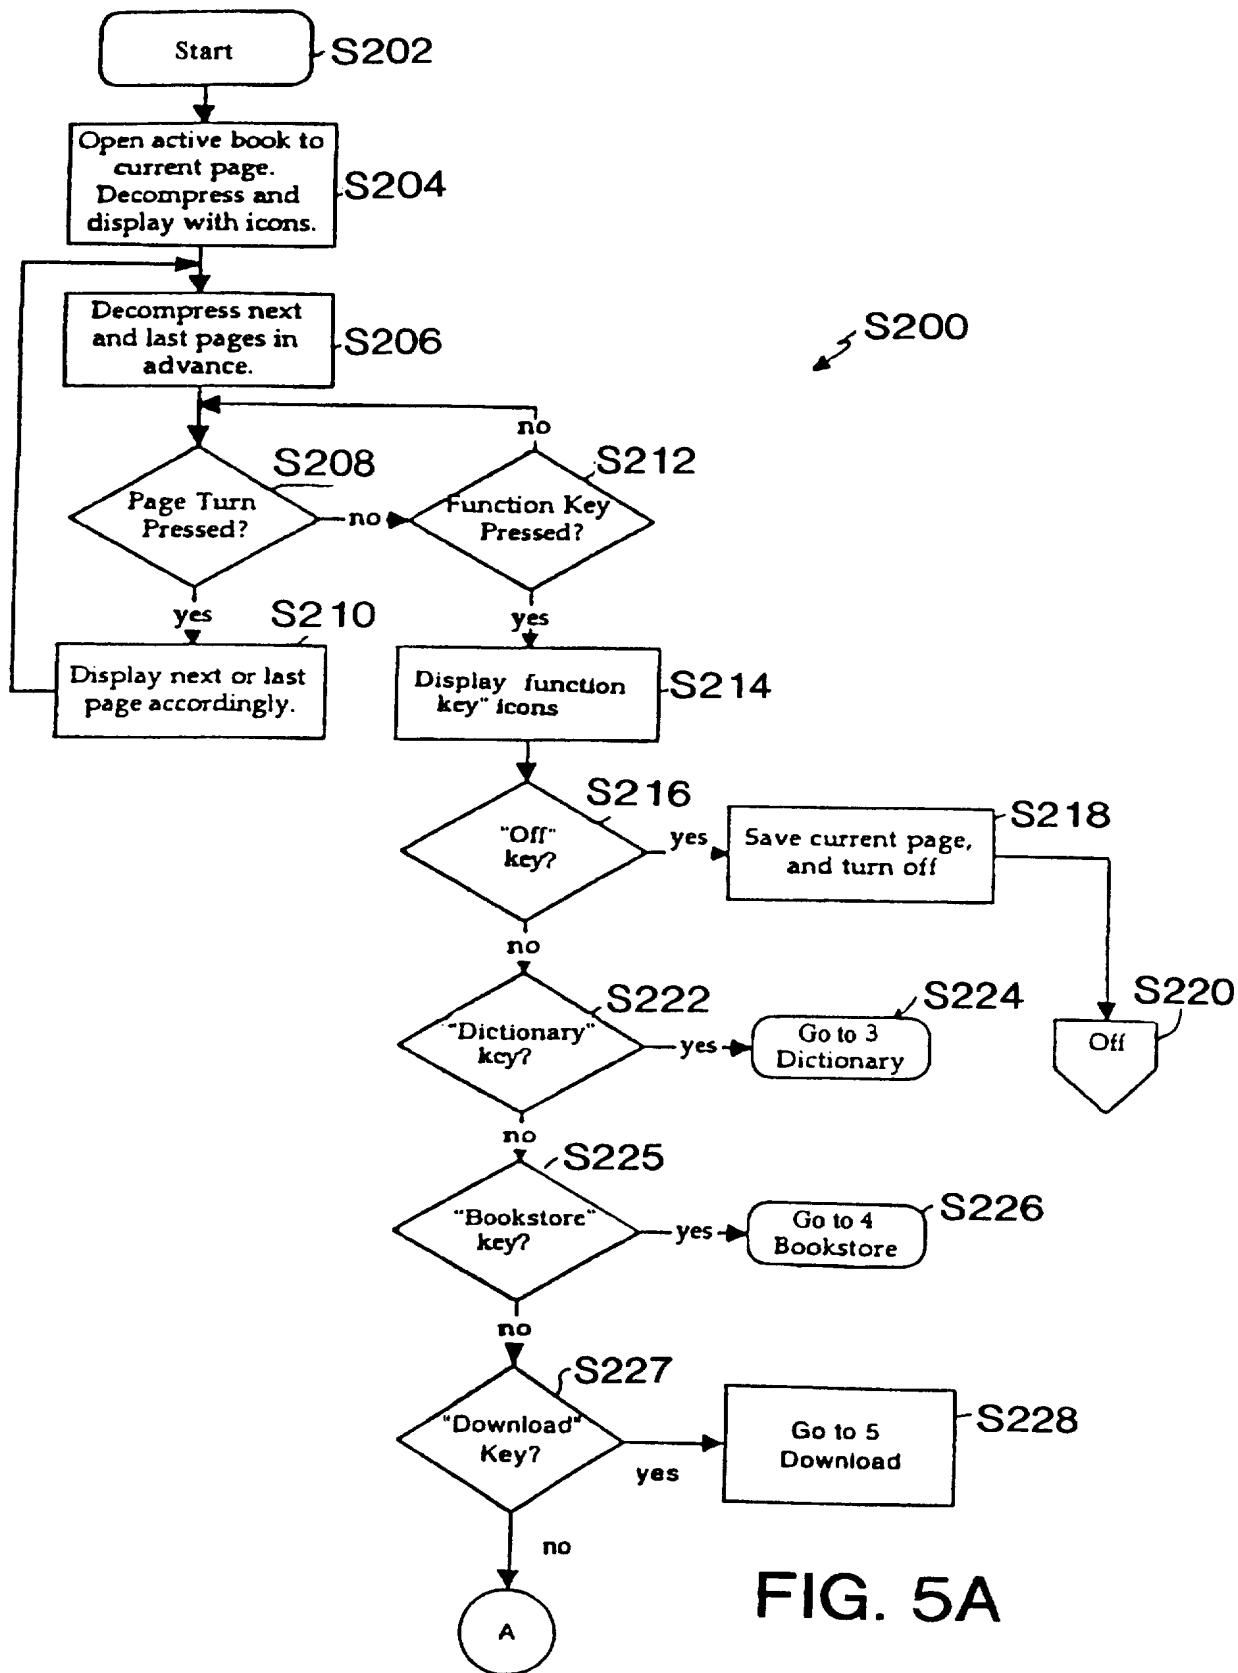 Start
S202
Open active book to
current page.
Decompress and
display with icons.
S204
Decompress next
and last pages in
advance.
S206
S200
no
S208
S212
Page Turn
Pressed?
no
Function Key
Pressed?
yes
S210
yes
Display next or last
page accordingly.
Display function
key" icons
S214
S216
"Off"
key?
yes
Save current page,
and turn off
S218
no
S222
S224
S220
"Dictionary"
key?
yes
Go to 3
Dictionary
Off
no
S225
"Bookstore"
key?
yes
Go to 4
Bookstore
S226
no
S227
"Download"
Key?
yes
Go to 5
Download
S228
no
A
FIG. 5A